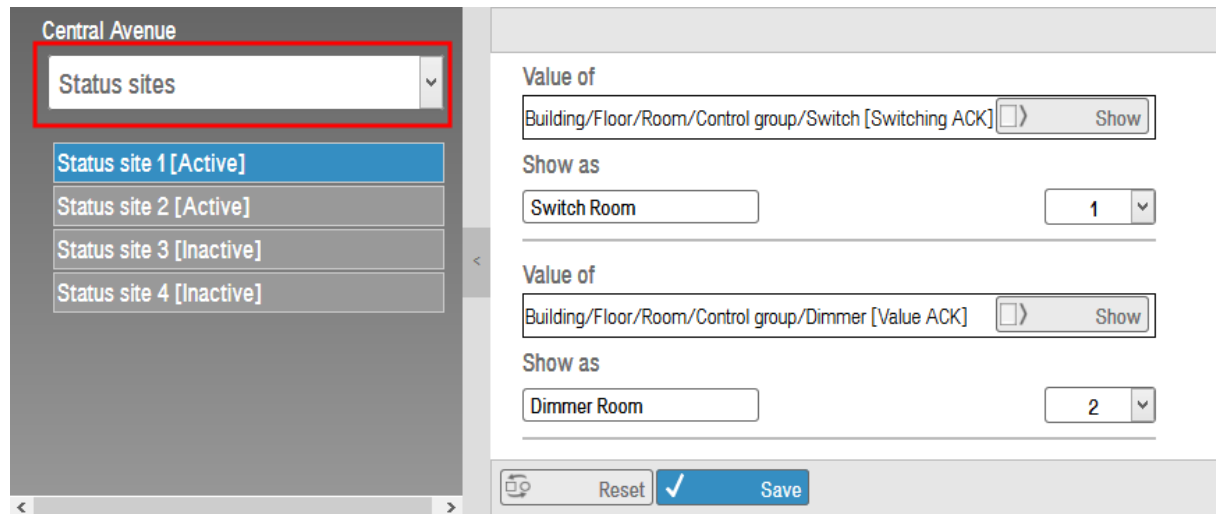 Central Avenue
Status sites
Status site 1 [Active]
Status site 2 [Active]
Status site 3 [Inactive]
Status site 4 [Inactive]
Value of
Building/Floor/Room/Control group/Switch [Switching ACK] Show
Show as
Switch Room 1
Value of
Building/Floor/Room/Control group/Dimmer [Value ACK] Show
Show as
Dimmer Room 2
Reset Save